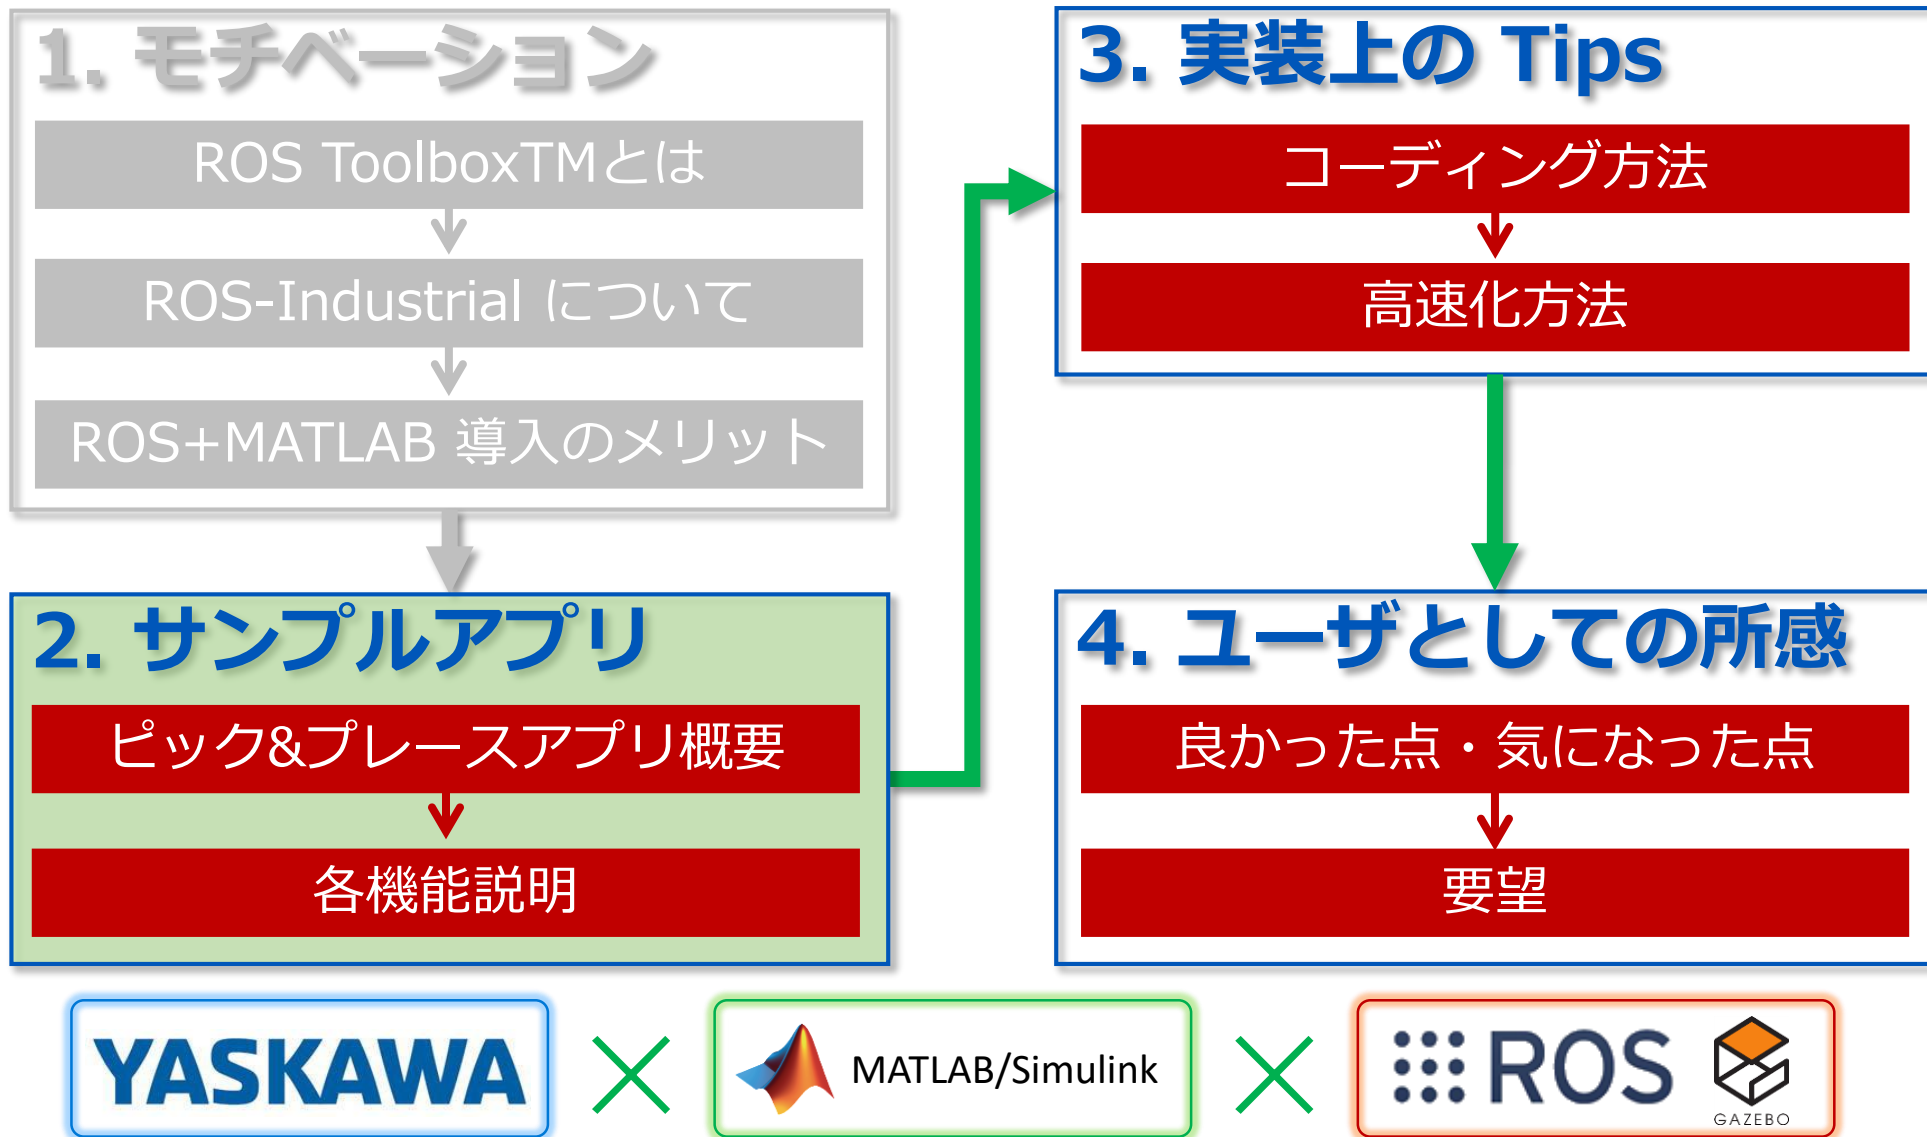 1. モチベーション
ROS ToolboxTMとは
ROS-Industrial について
ROS+MATLAB 導入のメリット
2. サンプルアプリ
ピック&プレースアプリ概要
各機能説明
3. 実装上の Tips
コーディング方法
高速化方法
4. ユーザとしての所感
良かった点・気になった点
要望
YASKAWA
MATLAB/Simulink
ROS
GAZEBO